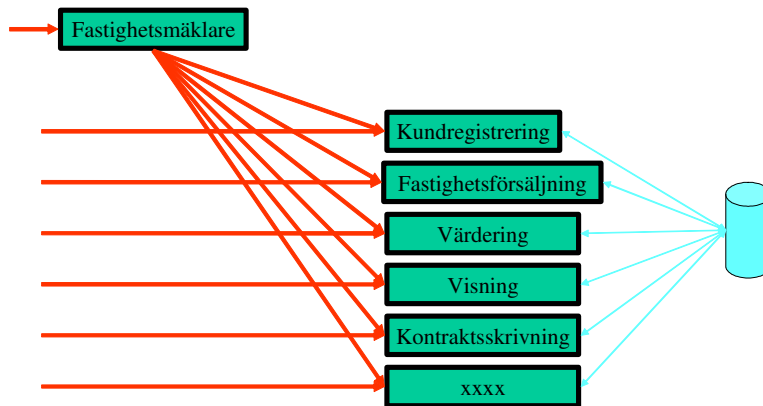 Fastighetsmäklare
Kundregistrering
Fastighetsförsäljning
Värdering
Visning
Kontraktsskrivning
xxxx